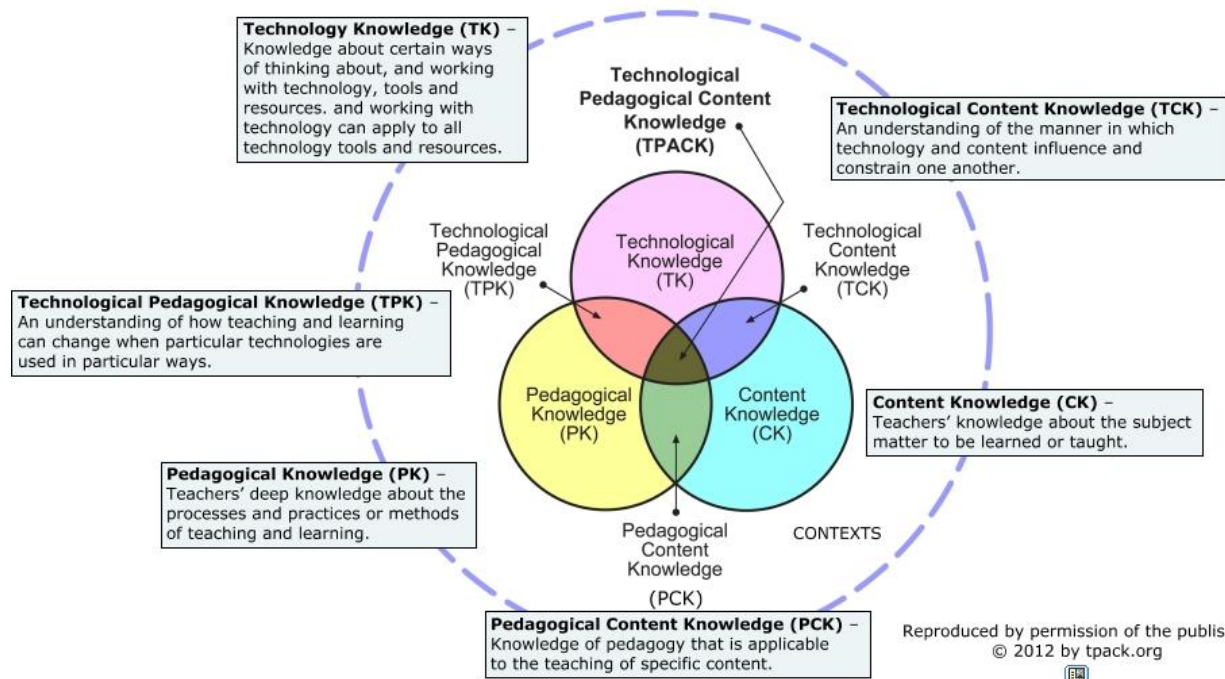 Technology Knowledge (TK) –
Knowledge about certain ways
of thinking about, and working
with technology, tools and
resources. and working with
technology can apply to all
technology tools and resources.
Technological
Pedagogical Content
Knowledge
(TPACK)
Technological Content Knowledge (TCK) –
An understanding of the manner in which
technology and content influence and
constrain one another.
Technological
Pedagogical
Knowledge
(TPK)
Technological
Knowledge
(TK)
Technological
Content
Knowledge
(TCK)
Technological Pedagogical Knowledge (TPK) –
An understanding of how teaching and learning
can change when particular technologies are
used in particular ways.
Pedagogical
Knowledge
(PK)
Content
Knowledge
(CK)
Content Knowledge (CK) –
Teachers’ knowledge about the subject
matter to be learned or taught.
Pedagogical Knowledge (PK) –
Teachers’ deep knowledge about the
processes and practices or methods
of teaching and learning.
Pedagogical
Content
Knowledge
(PCK)
CONTEXTS
Pedagogical Content Knowledge (PCK) –
Knowledge of pedagogy that is applicable
to the teaching of specific content.
Reproduced by permission of the publis
© 2012 by tpack.org